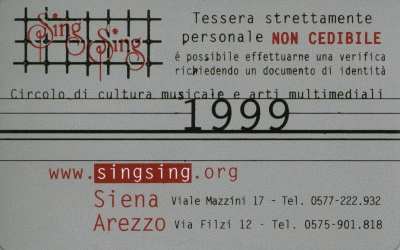 Sing Sing
Tessera strettamente
personale NON CEDIBILE
é possibile effettuarne una verifica
richiedendo un documento di identità
Circolo di cultura musicale e arti multimediali
1999
www.singsing.org
Siena Viale Mazzini 17 - Tel. 0577-222.932
Arezzo Via Filzi 12 - Tel. 0575-901.818